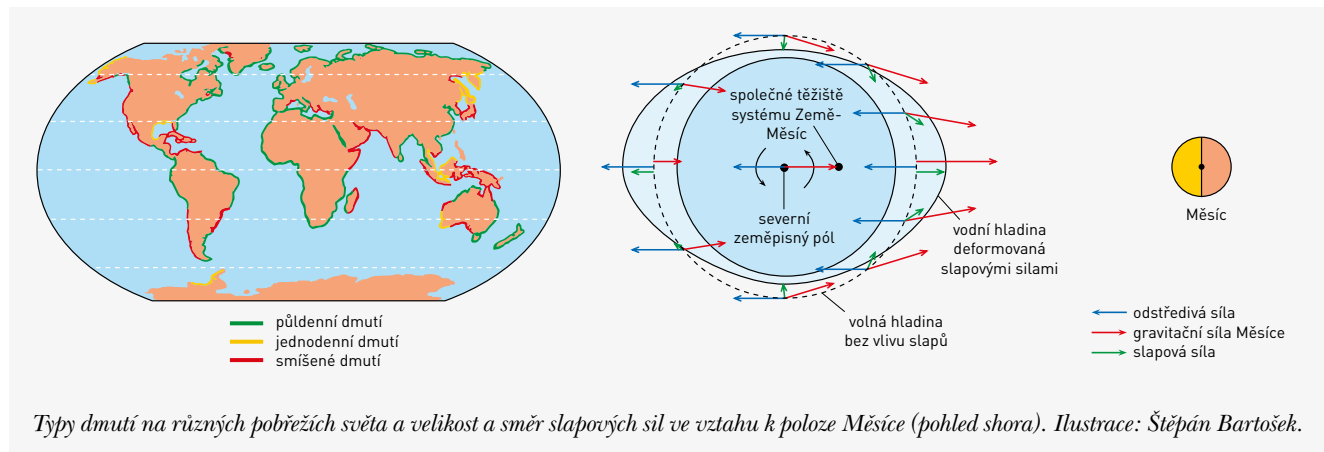 půldenní dmutí
jednodenní dmutí
smíšené dmutí
společné těžiště
systému Země-
Měsíc
severní
zeměpisný pól
volná hladina
bez vlivu slapů
vodní hladina
deformovaná
slapovými silami
Měsíc
odstředivá síla
gravitační síla Měsíce
slapová síla
Typy dmutí na různých pobřežích světa a velikost a směr slapových sil ve vztahu k poloze Měsíce (pohled shora). Ilustrace: Štěpán Bartošek.